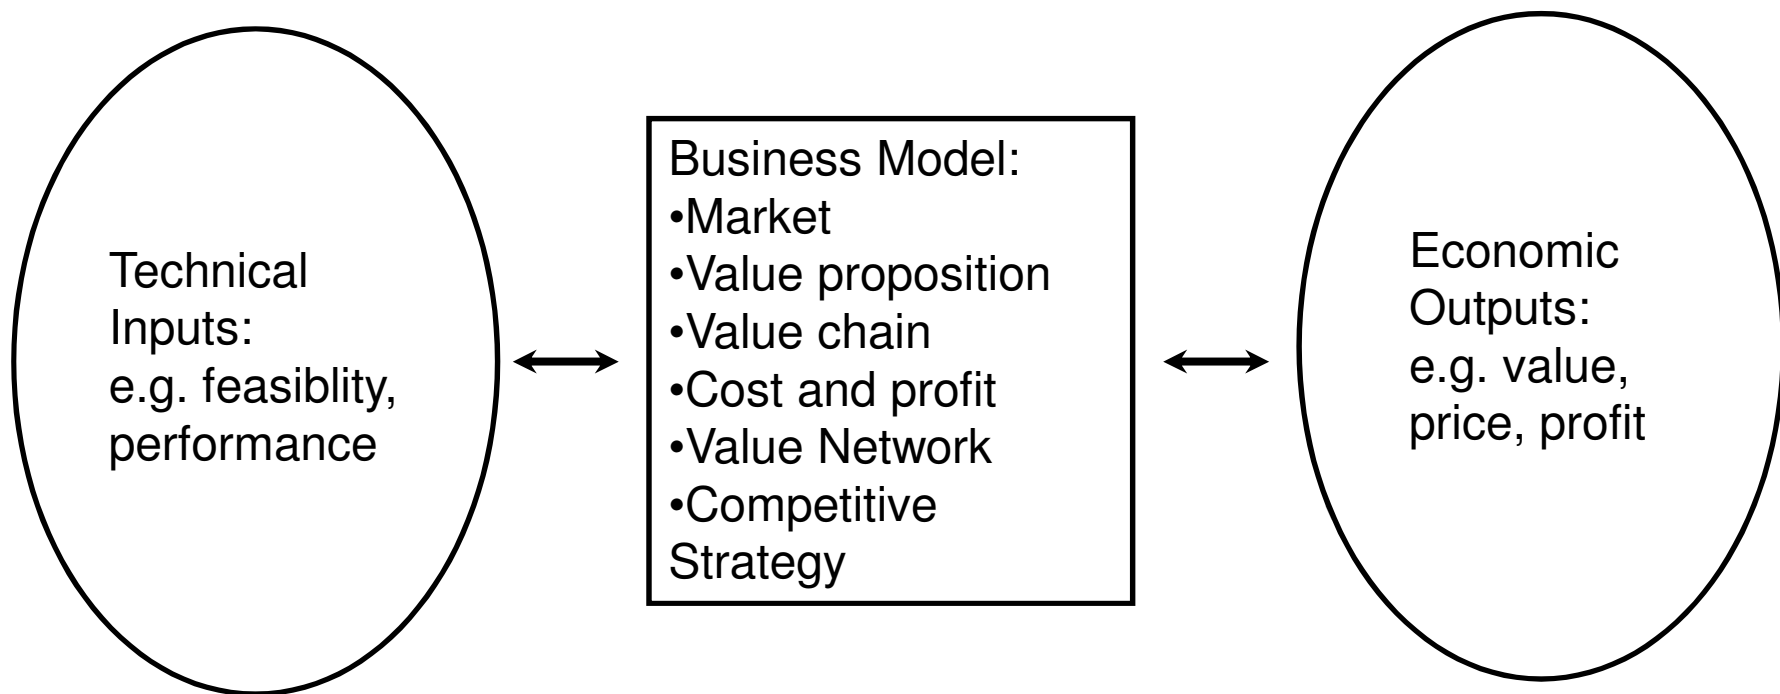 Technical
Inputs:
e.g. feasiblity,
performance
Business Model:
•Market
•Value proposition
•Value chain
•Cost and profit
•Value Network
•Competitive
Strategy
Economic
Outputs:
e.g. value,
price, profit